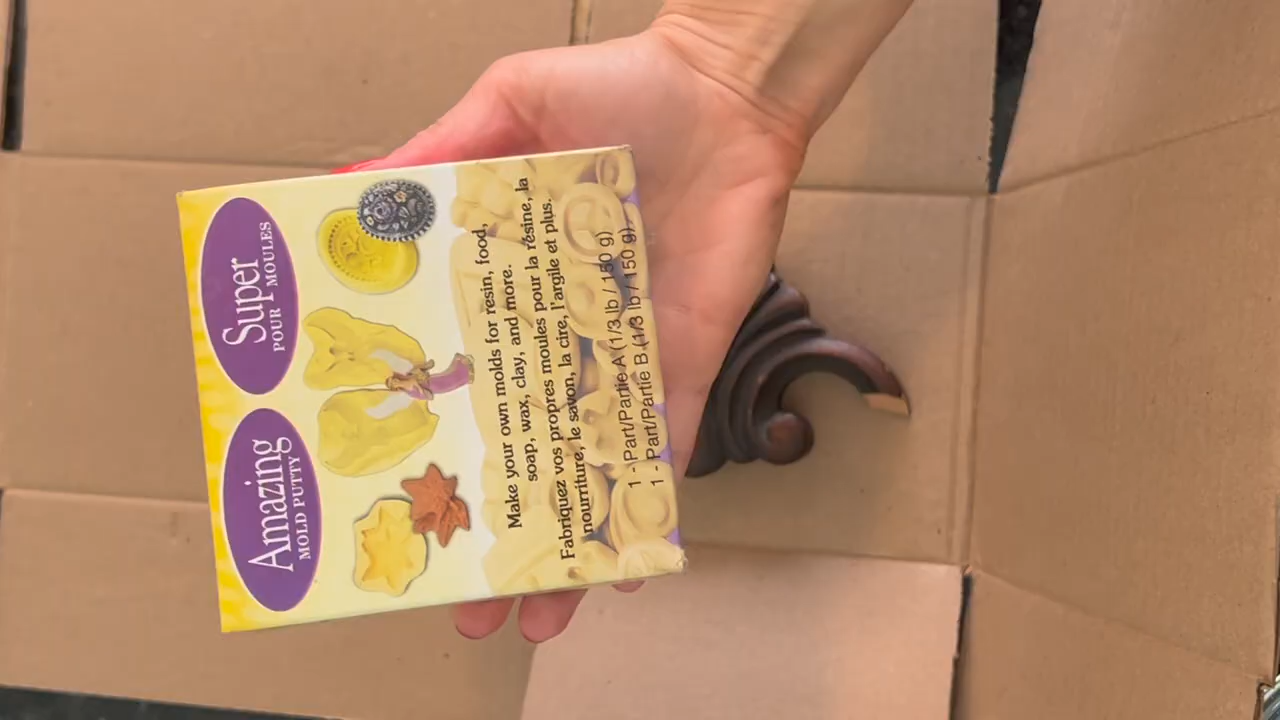 Amazing
MOLD PUTTY
Super
POUR MOULES
Make your own molds for resin, food,
soap, wax, clay, and more.
Fabriquez vos propres moules pour la résine, la
nourriture, le savon, la cire, l'argile et plus.
1 - Part/Partie A (1/3 lb / 150 g)
1 - Part/Partie B (1/3 lb / 150 g)